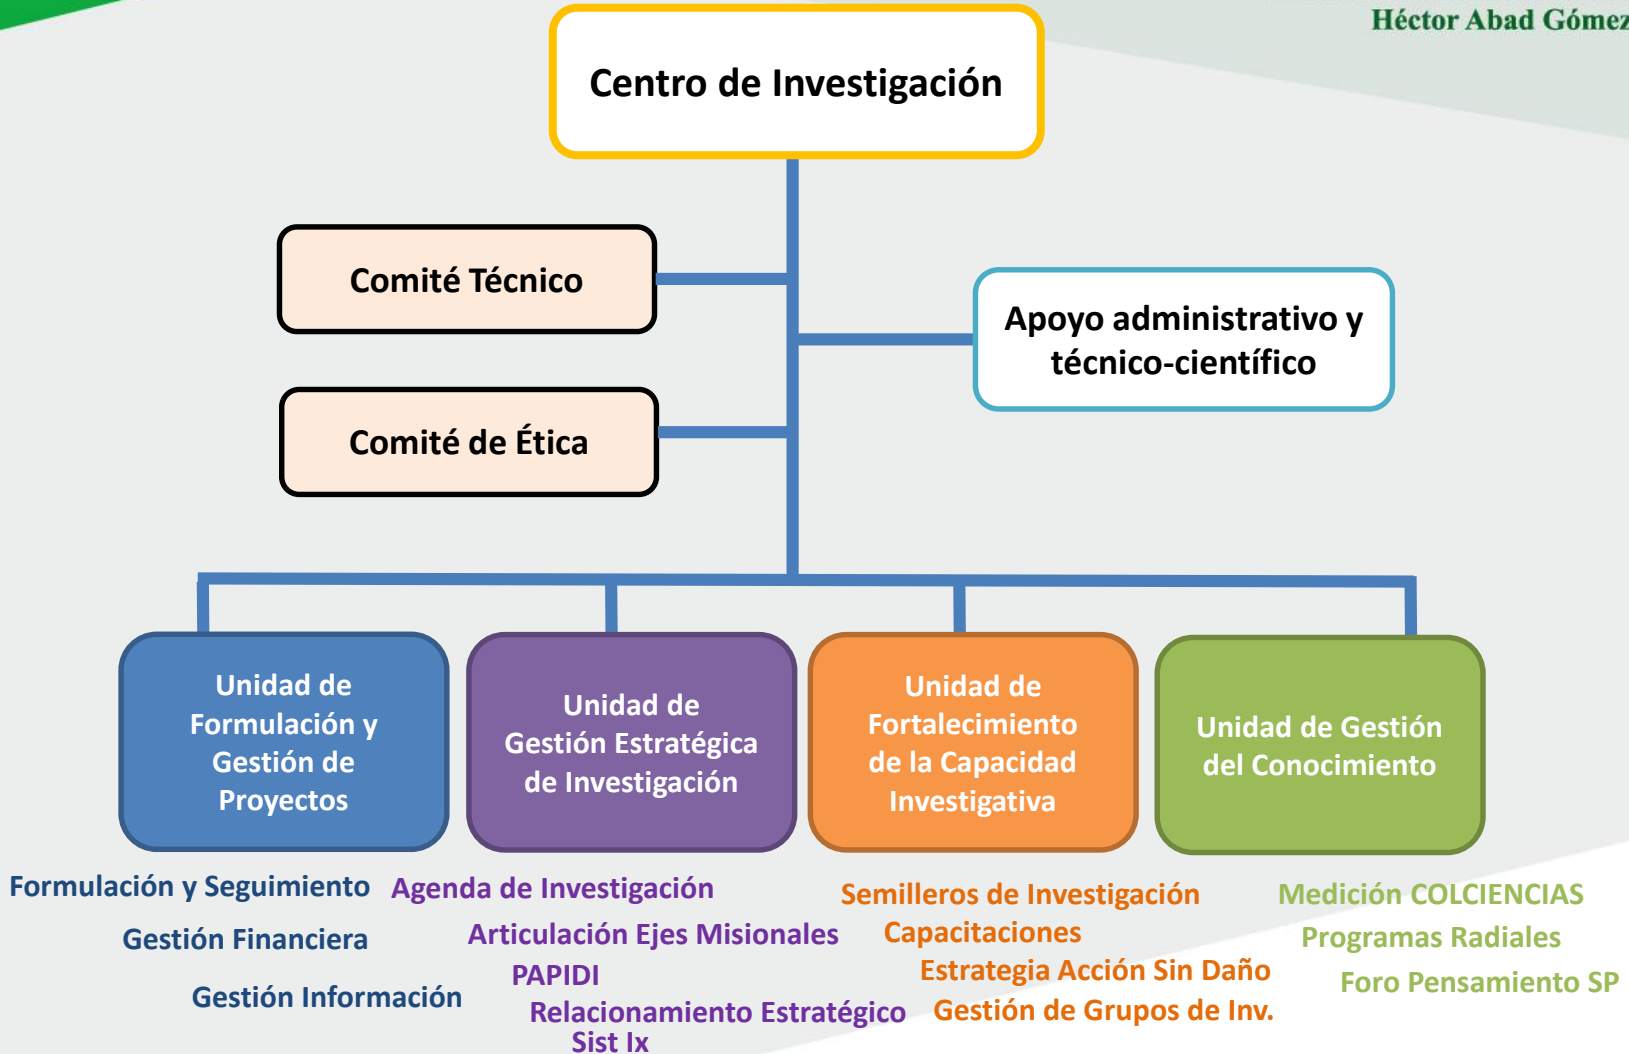 Héctor Abad Gómez
Centro de Investigación
Comité Técnico
Apoyo administrativo y
técnico-científico
Comité de Ética
Unidad de
Formulación y
Gestión de
Proyectos
Unidad de
Gestión Estratégica
de Investigación
Unidad de
Fortalecimiento
de la Capacidad
Investigativa
Unidad de Gestión
del Conocimiento
Formulación y Seguimiento
Gestión Financiera
Gestión Información
Agenda de Investigación
Articulación Ejes Misionales
PAPIDI
Relacionamiento Estratégico
Sist Ix
Semilleros de Investigación
Capacitaciones
Estrategia Acción Sin Daño
Gestión de Grupos de Inv.
Medición COLCIENCIAS
Programas Radiales
Foro Pensamiento SP